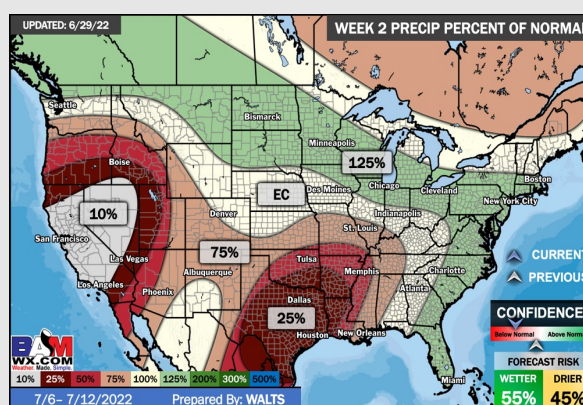 UPDATED: 6/29/22
WEEK 2 PRECIP PERCENT OF NORMAL
Seattle
Bismarck
Minneapolis
Boise
125%
Boston
Chicago
Cleveland
EC
Des Moines
New York City
10%
Denver
Indianapolis
San Francisco
St. Louis
75%
Las Vegas
Tulsa
CURRENT
Albuquerque
Memphis
Charlotte
PREVIOUS
Los Angeles
Phoenix
Atlanta
Dallas
25%
CONFIDENCE
Houston
New Orleans
Below Normal
Above Norma
BAM
WX.COM
FORECAST RISK
Weather. Made. Simple.
Miami
WETTER
DRIER
10% 25% 50% 75% 100% 125% 200% 300% 500%
55%
45%
7/6– 7/12/2022
Prepared By: WALTS